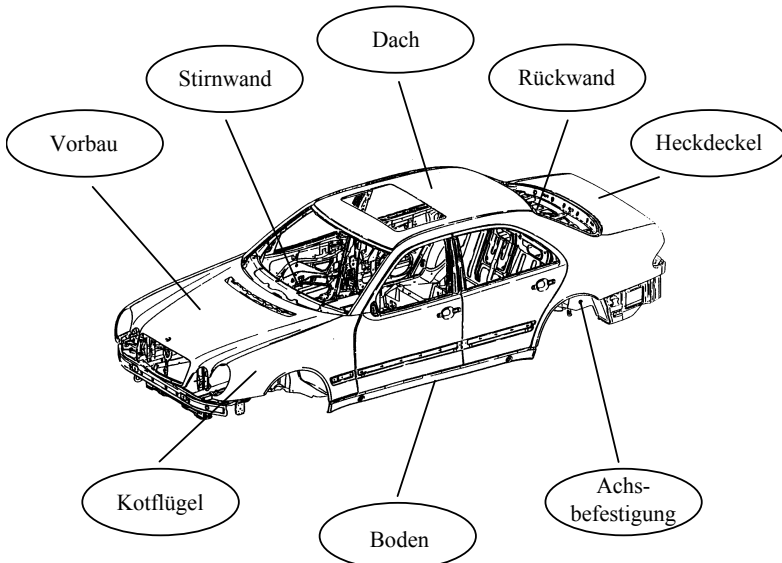 Dach
Stirnwand
Rückwand
Vorbau
Heckdeckel
Kotflügel
Achs-
befestigung
Boden